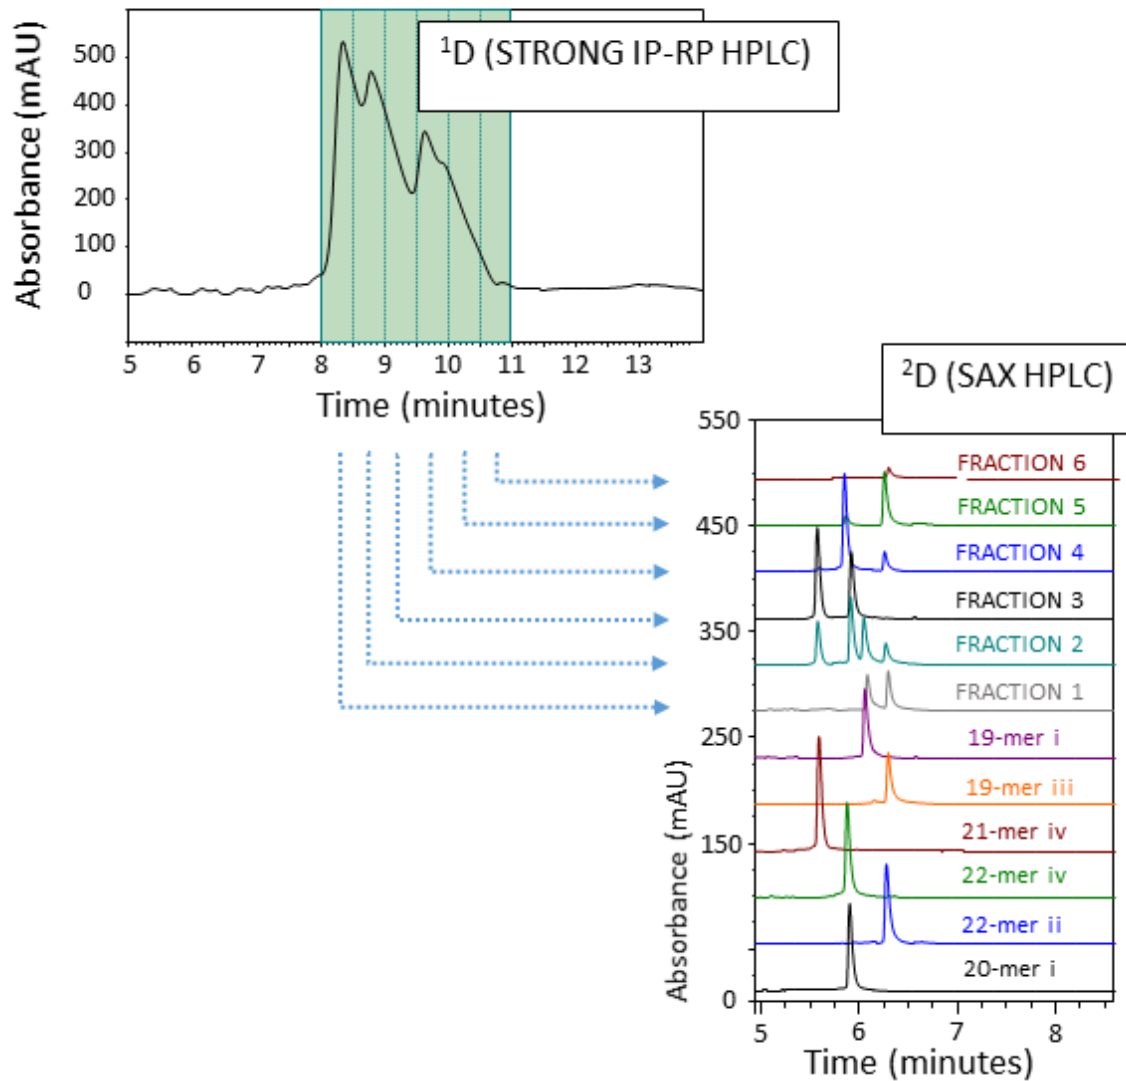 ¹D (STRONG IP-RP HPLC)
Absorbance (mAU)
500
400
300
200
100
0
5 6 7 8 9 10 11 12 13
Time (minutes)
²D (SAX HPLC)
550
450
350
250
150
0
Absorbance (mAU)
FRACTION 6
FRACTION 5
FRACTION 4
FRACTION 3
FRACTION 2
FRACTION 1
19-mer i
19-mer iii
21-mer iv
22-mer iv
22-mer ii
20-mer i
5 6 7 8
Time (minutes)